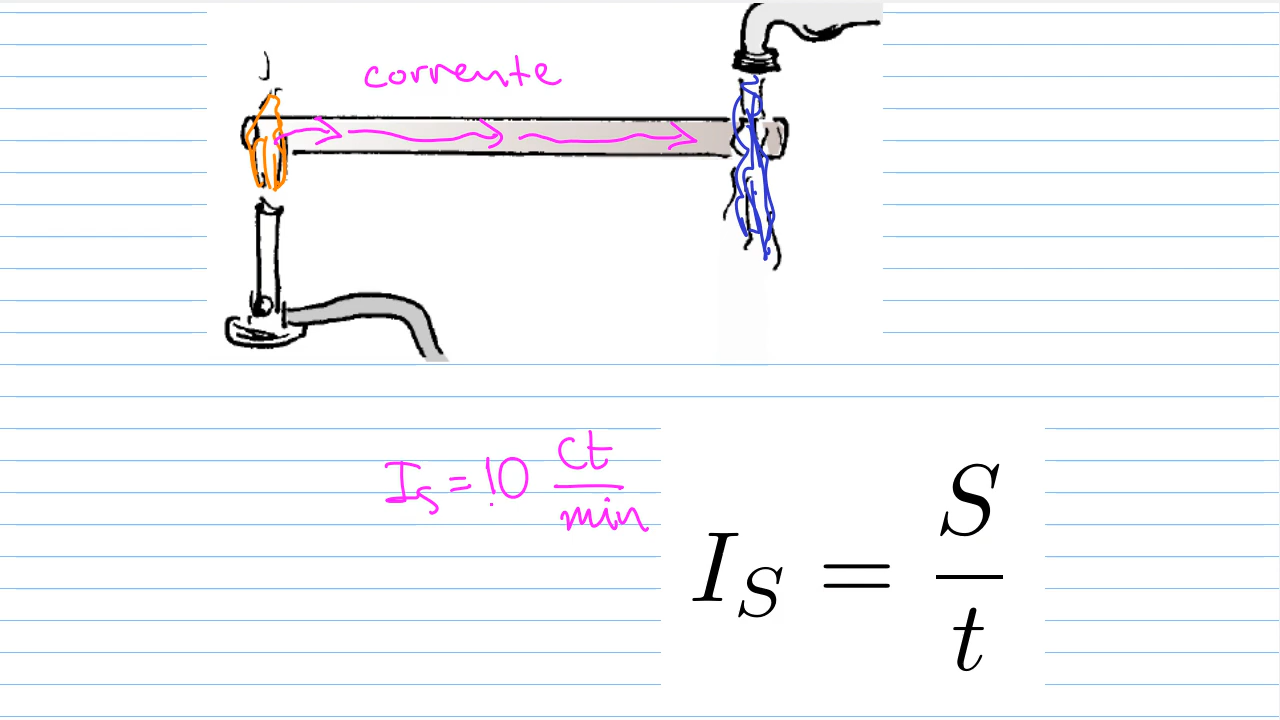 corrente
I_S = 10 ct/min
I_S = S/t